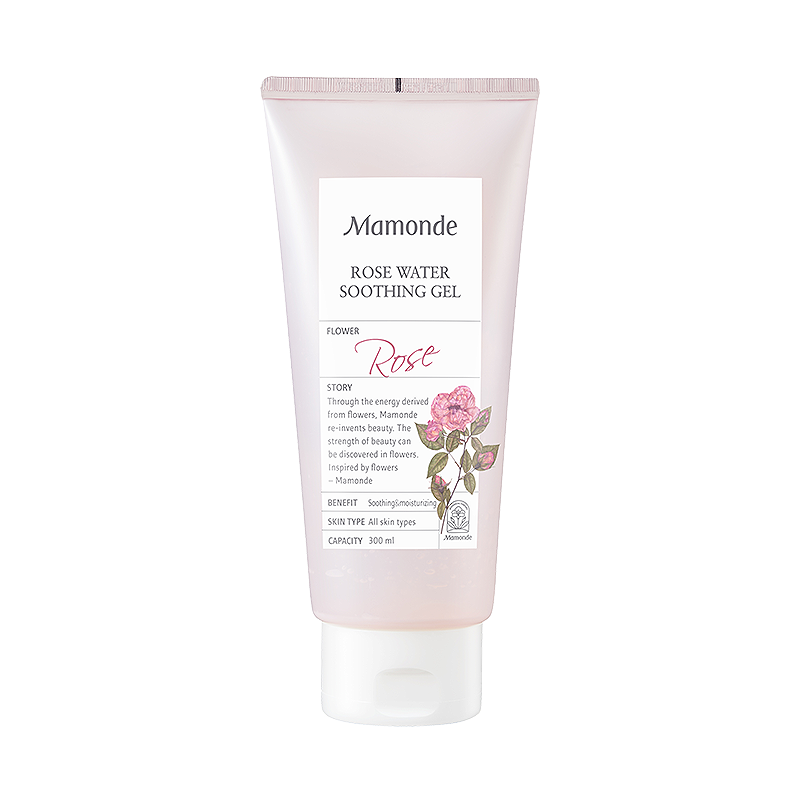 Mamonde
ROSE WATER
SOOTHING GEL
FLOWER
Rose
STORY
Through the energy derived
from flowers, Mamonde
re-invents beauty. The
strength of beauty can
be discovered in flowers.
Inspired by flowers
– Mamonde
BENEFIT Soothing&moisturizing
SKIN TYPE All skin types
CAPACITY 300 ml
Mamonde